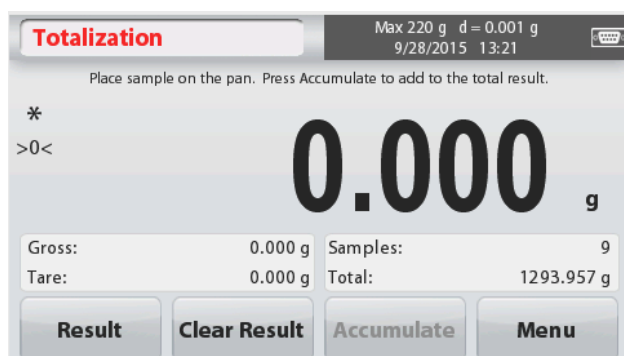 Totalization
Max 220 g d = 0.001 g
9/28/2015 13:21
Place sample on the pan. Press Accumulate to add to the total result.
*
>0<
0.000 g
Gross: 0.000 g Samples: 9
Tare: 0.000 g Total: 1293.957 g
Result Clear Result Accumulate Menu